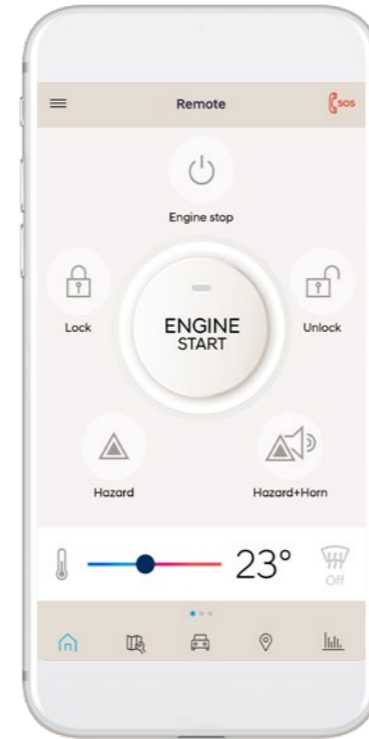 Remote
SOS
Engine stop
Lock
ENGINE
START
Unlock
Hazard
Hazard+Horn
23°
Off